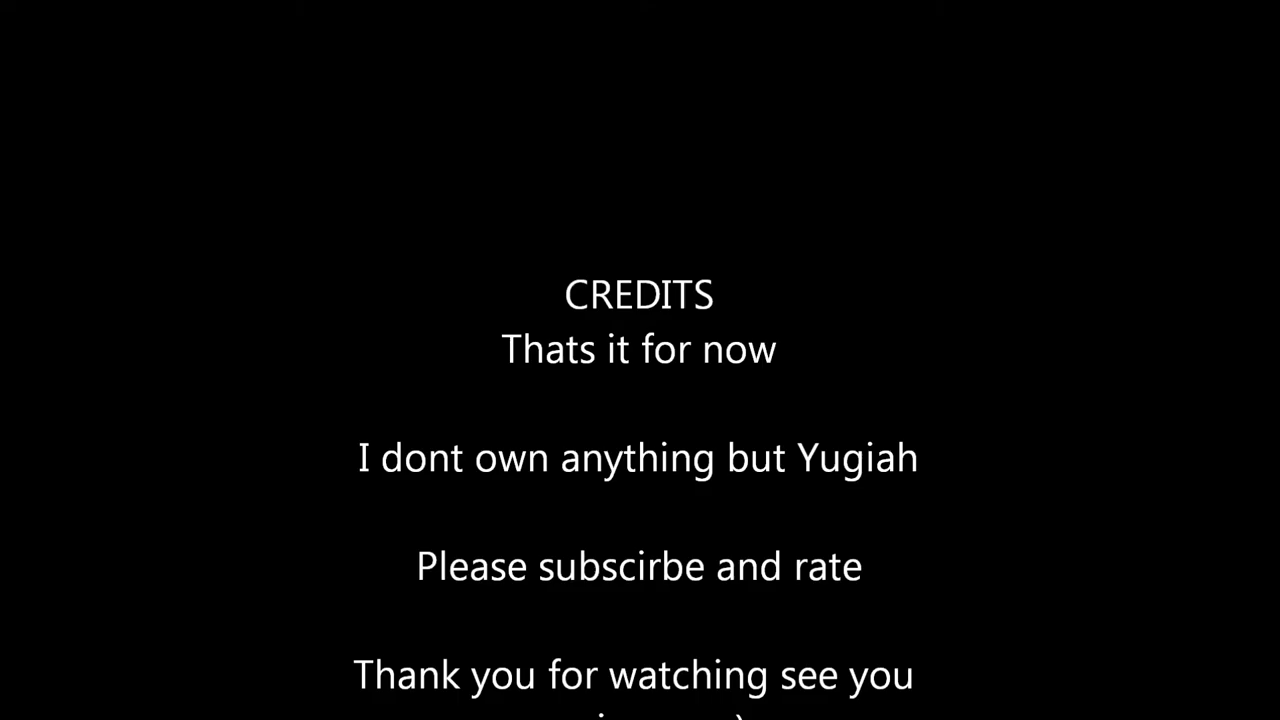 CREDITS
Thats it for now
I dont own anything but Yugiah
Please subscirbe and rate
Thank you for watching see you